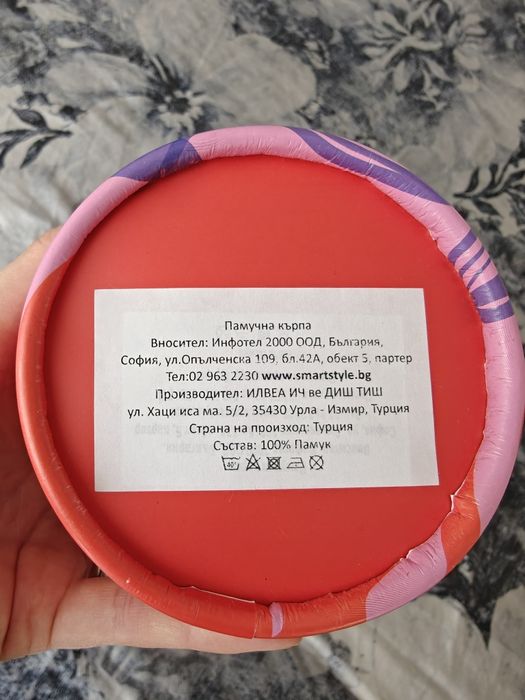 Памучна кърпа
Вносител: Инфотел 2000 ООД, България,
София, ул.Опълченска 109, бл.42А, обект 5, партер
Тел:02 963 2230 www.smartstyle.bg
Производител: ИЛВЕА ИЧ ве ДИШ ТИШ
ул. Хаци иса ма. 5/2, 35430 Урла - Измир, Турция
Страна на произход: Турция
Състав: 100% Памук
40°